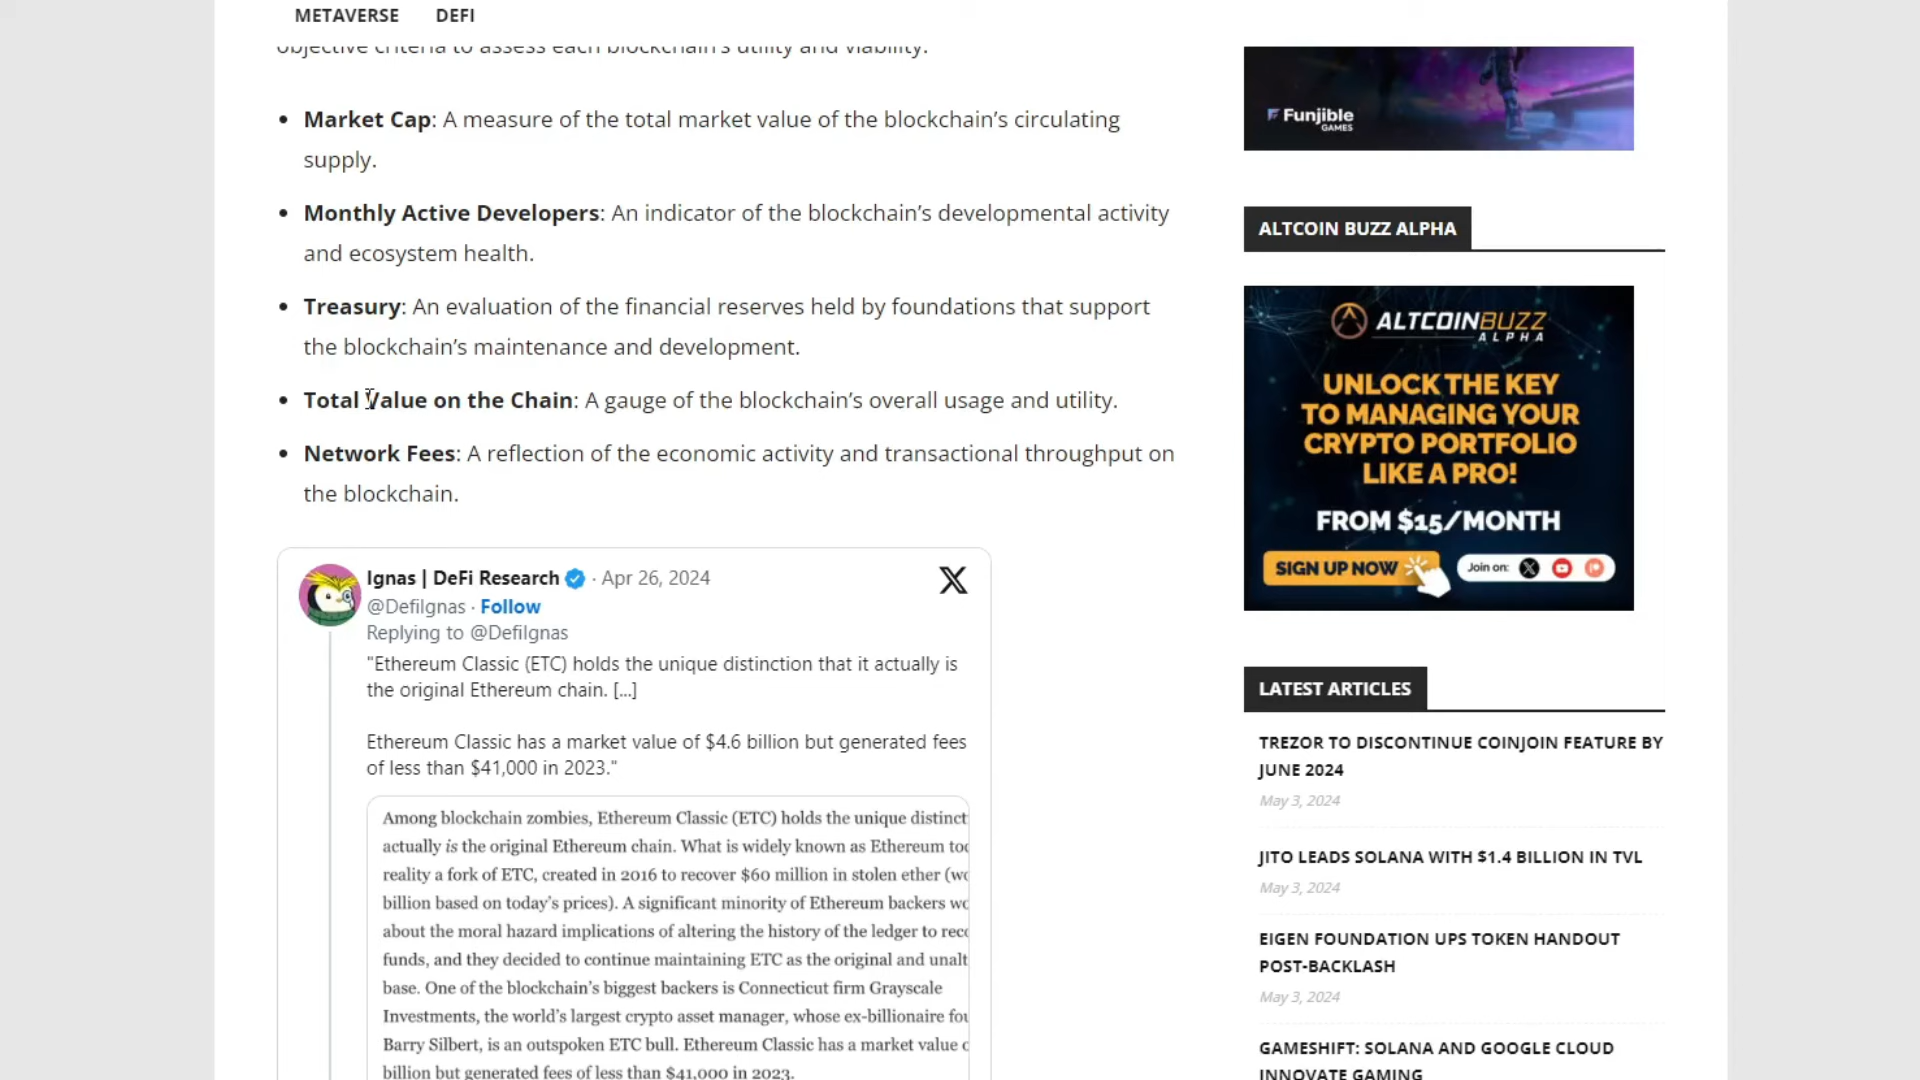 METAVERSE DEFI
objective criteria to assess each blockchain's utility and viability.
• Market Cap: A measure of the total market value of the blockchain's circulating
supply.
• Monthly Active Developers: An indicator of the blockchain's developmental activity
and ecosystem health.
• Treasury: An evaluation of the financial reserves held by foundations that support
the blockchain's maintenance and development.
• Total Value on the Chain: A gauge of the blockchain's overall usage and utility.
• Network Fees: A reflection of the economic activity and transactional throughput on
the blockchain.
Ignas | DeFi Research · Apr 26, 2024
@DefiIgnas · Follow
Replying to @DefiIgnas
"Ethereum Classic (ETC) holds the unique distinction that it actually is
the original Ethereum chain. [...]
Ethereum Classic has a market value of $4.6 billion but generated fees
of less than $41,000 in 2023."
Among blockchain zombies, Ethereum Classic (ETC) holds the unique distinct
actually is the original Ethereum chain. What is widely known as Ethereum
reality a fork of ETC, created in 2016 to recover $60 million in stolen ether
billion based on today's prices). A significant minority of Ethereum backers
about the moral hazard implications of altering the history of the ledger to
funds, and they decided to continue maintaining ETC as the original and unalt
base. One of the blockchain's biggest backers is Connecticut firm Grayscale
Investments, the world's largest crypto asset manager, whose ex-billionaire
Barry Silbert, is an outspoken ETC bull. Ethereum Classic has a market value
billion but generated fees of less than $41,000 in 2023.
Funjible
GAMES
ALTCOIN BUZZ ALPHA
ALTCOINBUZZ
ALPHA
UNLOCK THE KEY
TO MANAGING YOUR
CRYPTO PORTFOLIO
LIKE A PRO!
FROM $15/MONTH
SIGN UP NOW Join on:
LATEST ARTICLES
TREZOR TO DISCONTINUE COINJOIN FEATURE BY
JUNE 2024
May 3, 2024
JITO LEADS SOLANA WITH $1.4 BILLION IN TVL
May 3, 2024
EIGEN FOUNDATION UPS TOKEN HANDOUT
POST-BACKLASH
May 3, 2024
GAMESHIFT: SOLANA AND GOOGLE CLOUD
INNOVATE GAMING